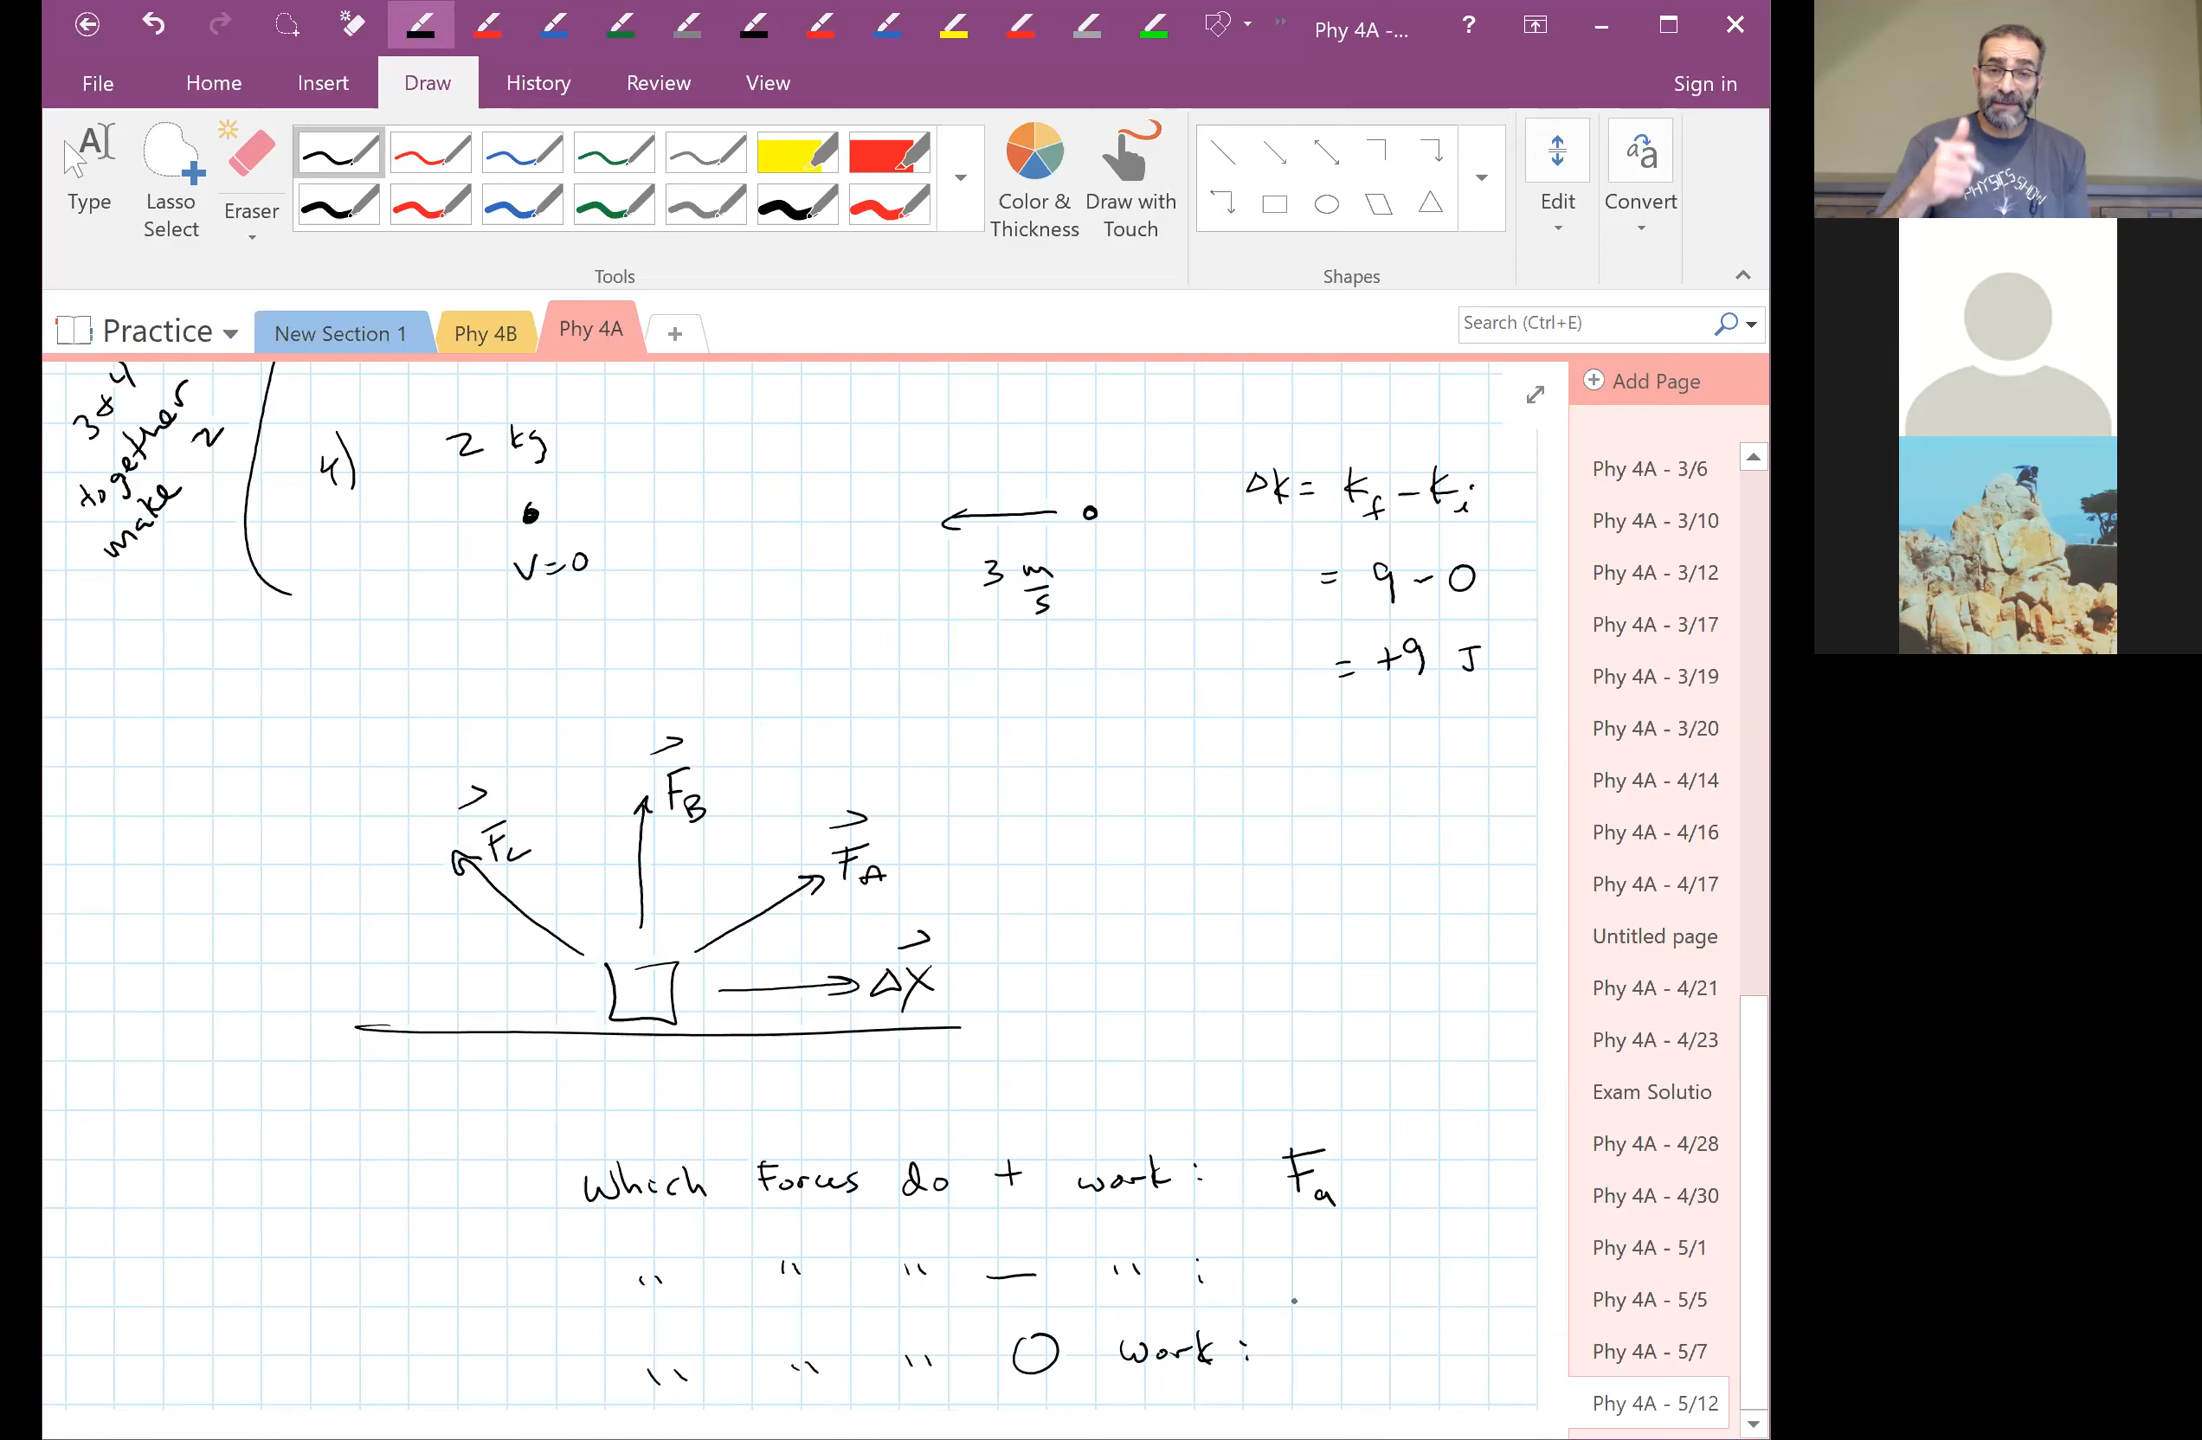 Phy 4A -...
?
File Home Insert Draw History Review View Sign in
A
Type
Lasso Select
Eraser
Color & Thickness
Draw with Touch
Edit
Convert
Tools
Shapes
Practice New Section 1 Phy 4B Phy 4A +
Search (Ctrl+E)
3 & 4
together
make
2
4) 2 kg
v=0
3 m/s
ΔK = Kf - Ki
= 9 - 0
= +9 J
FC
FB
FA
ΔX
Which Forces do + work : Fa
" " " — " :
" " " 0 work :
Add Page
Phy 4A - 3/6
Phy 4A - 3/10
Phy 4A - 3/12
Phy 4A - 3/17
Phy 4A - 3/19
Phy 4A - 3/20
Phy 4A - 4/14
Phy 4A - 4/16
Phy 4A - 4/17
Untitled page
Phy 4A - 4/21
Phy 4A - 4/23
Exam Solutio
Phy 4A - 4/28
Phy 4A - 4/30
Phy 4A - 5/1
Phy 4A - 5/5
Phy 4A - 5/7
Phy 4A - 5/12
PHYSICS SHOW